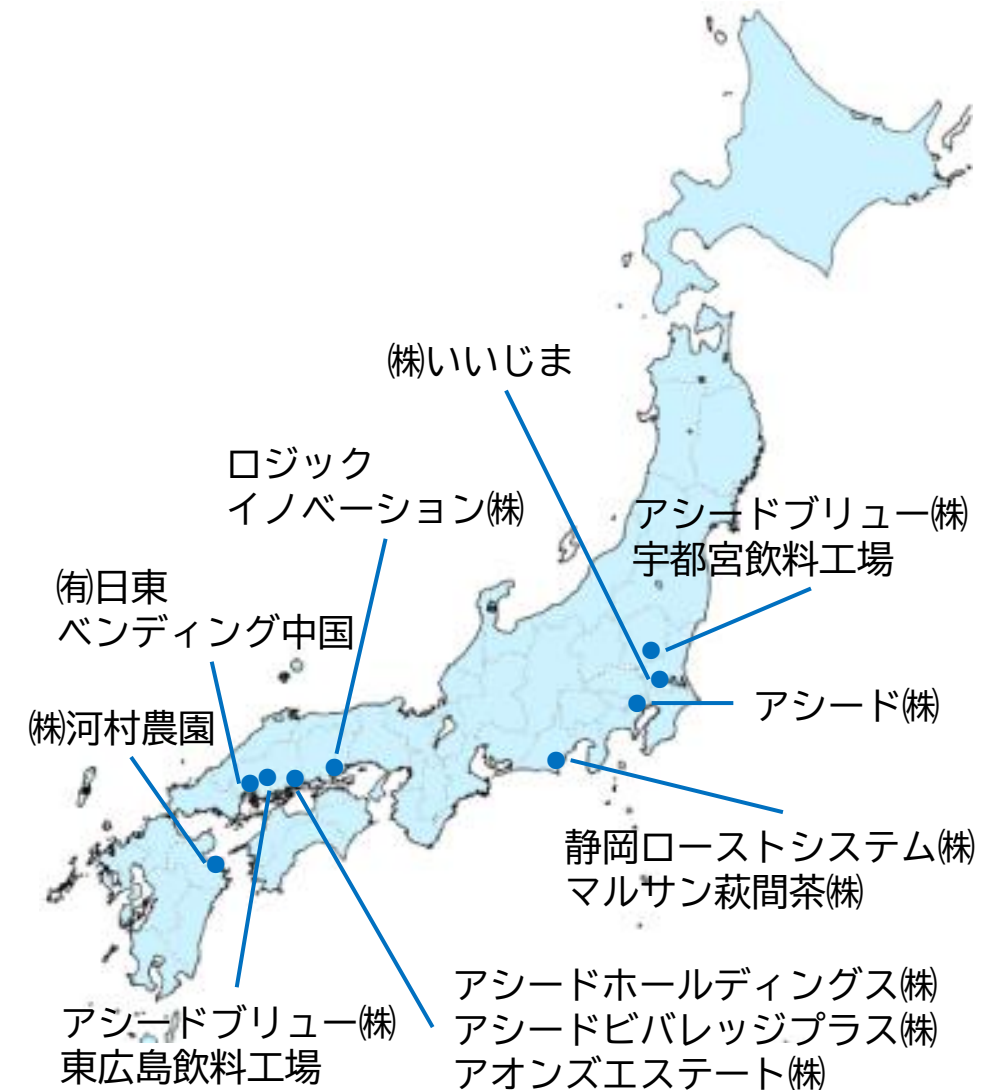 ㈱いいじま
ロジック
イノベーション㈱
アシードブリュー㈱
宇都宮飲料工場
㈲日東
ベンディング中国
㈱河村農園
アシード㈱
静岡ローストシステム㈱
マルサン萩間茶㈱
アシードホールディングス㈱
アシードビバレッジプラス㈱
アオンズエステート㈱
アシードブリュー㈱
東広島飲料工場